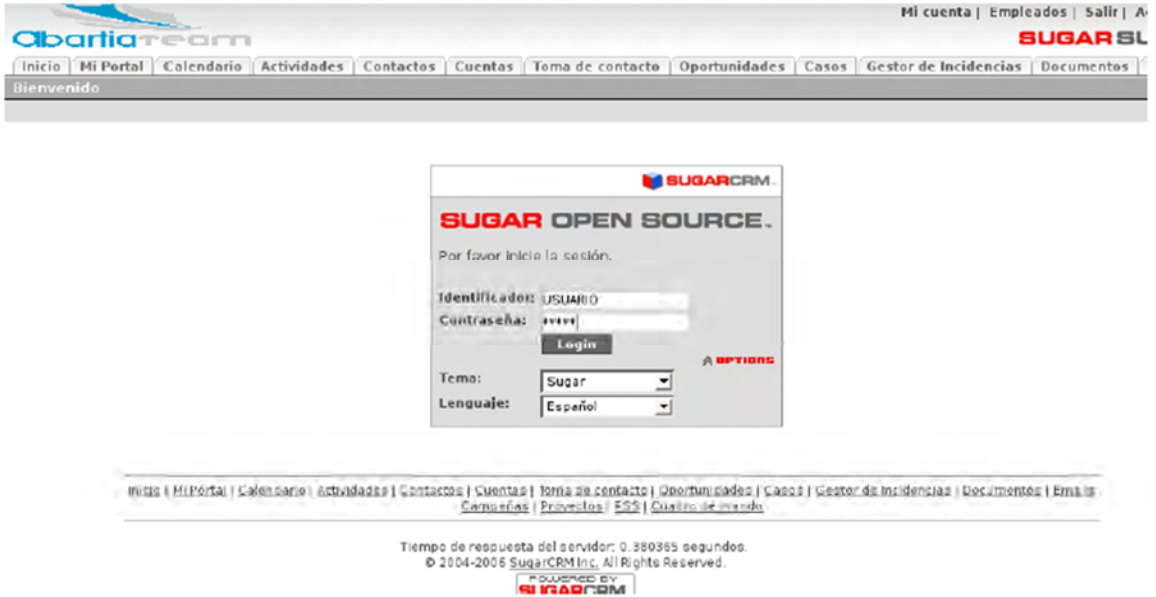 Mi cuenta | Empleados | Salir | A
abartiateam
SUGAR SU
Inicio Mi Portal Calendario Actividades Contactos Cuentas Toma de contacto Oportunidades Casos Gestor de Incidencias Documentos
Bienvenido
SUGARCRM
SUGAR OPEN SOURCE
Por favor inicie la sesión.
Identificador: USUARIO
Contraseña: *****
Login
OPTIONS
Tema: Sugar
Lenguaje: Español
Inicio | Mi Portal | Calendario | Actividades | Contactos | Cuentas | Toma de contacto | Oportunidades | Casos | Gestor de Incidencias | Documentos | Emails
Campañas | Proyectos | RSS | Cuadro de mando
Tiempo de respuesta del servidor: 0.380365 segundos.
© 2004-2006 SugarCRM Inc. All Rights Reserved.
POWERED BY
SUGARCRM